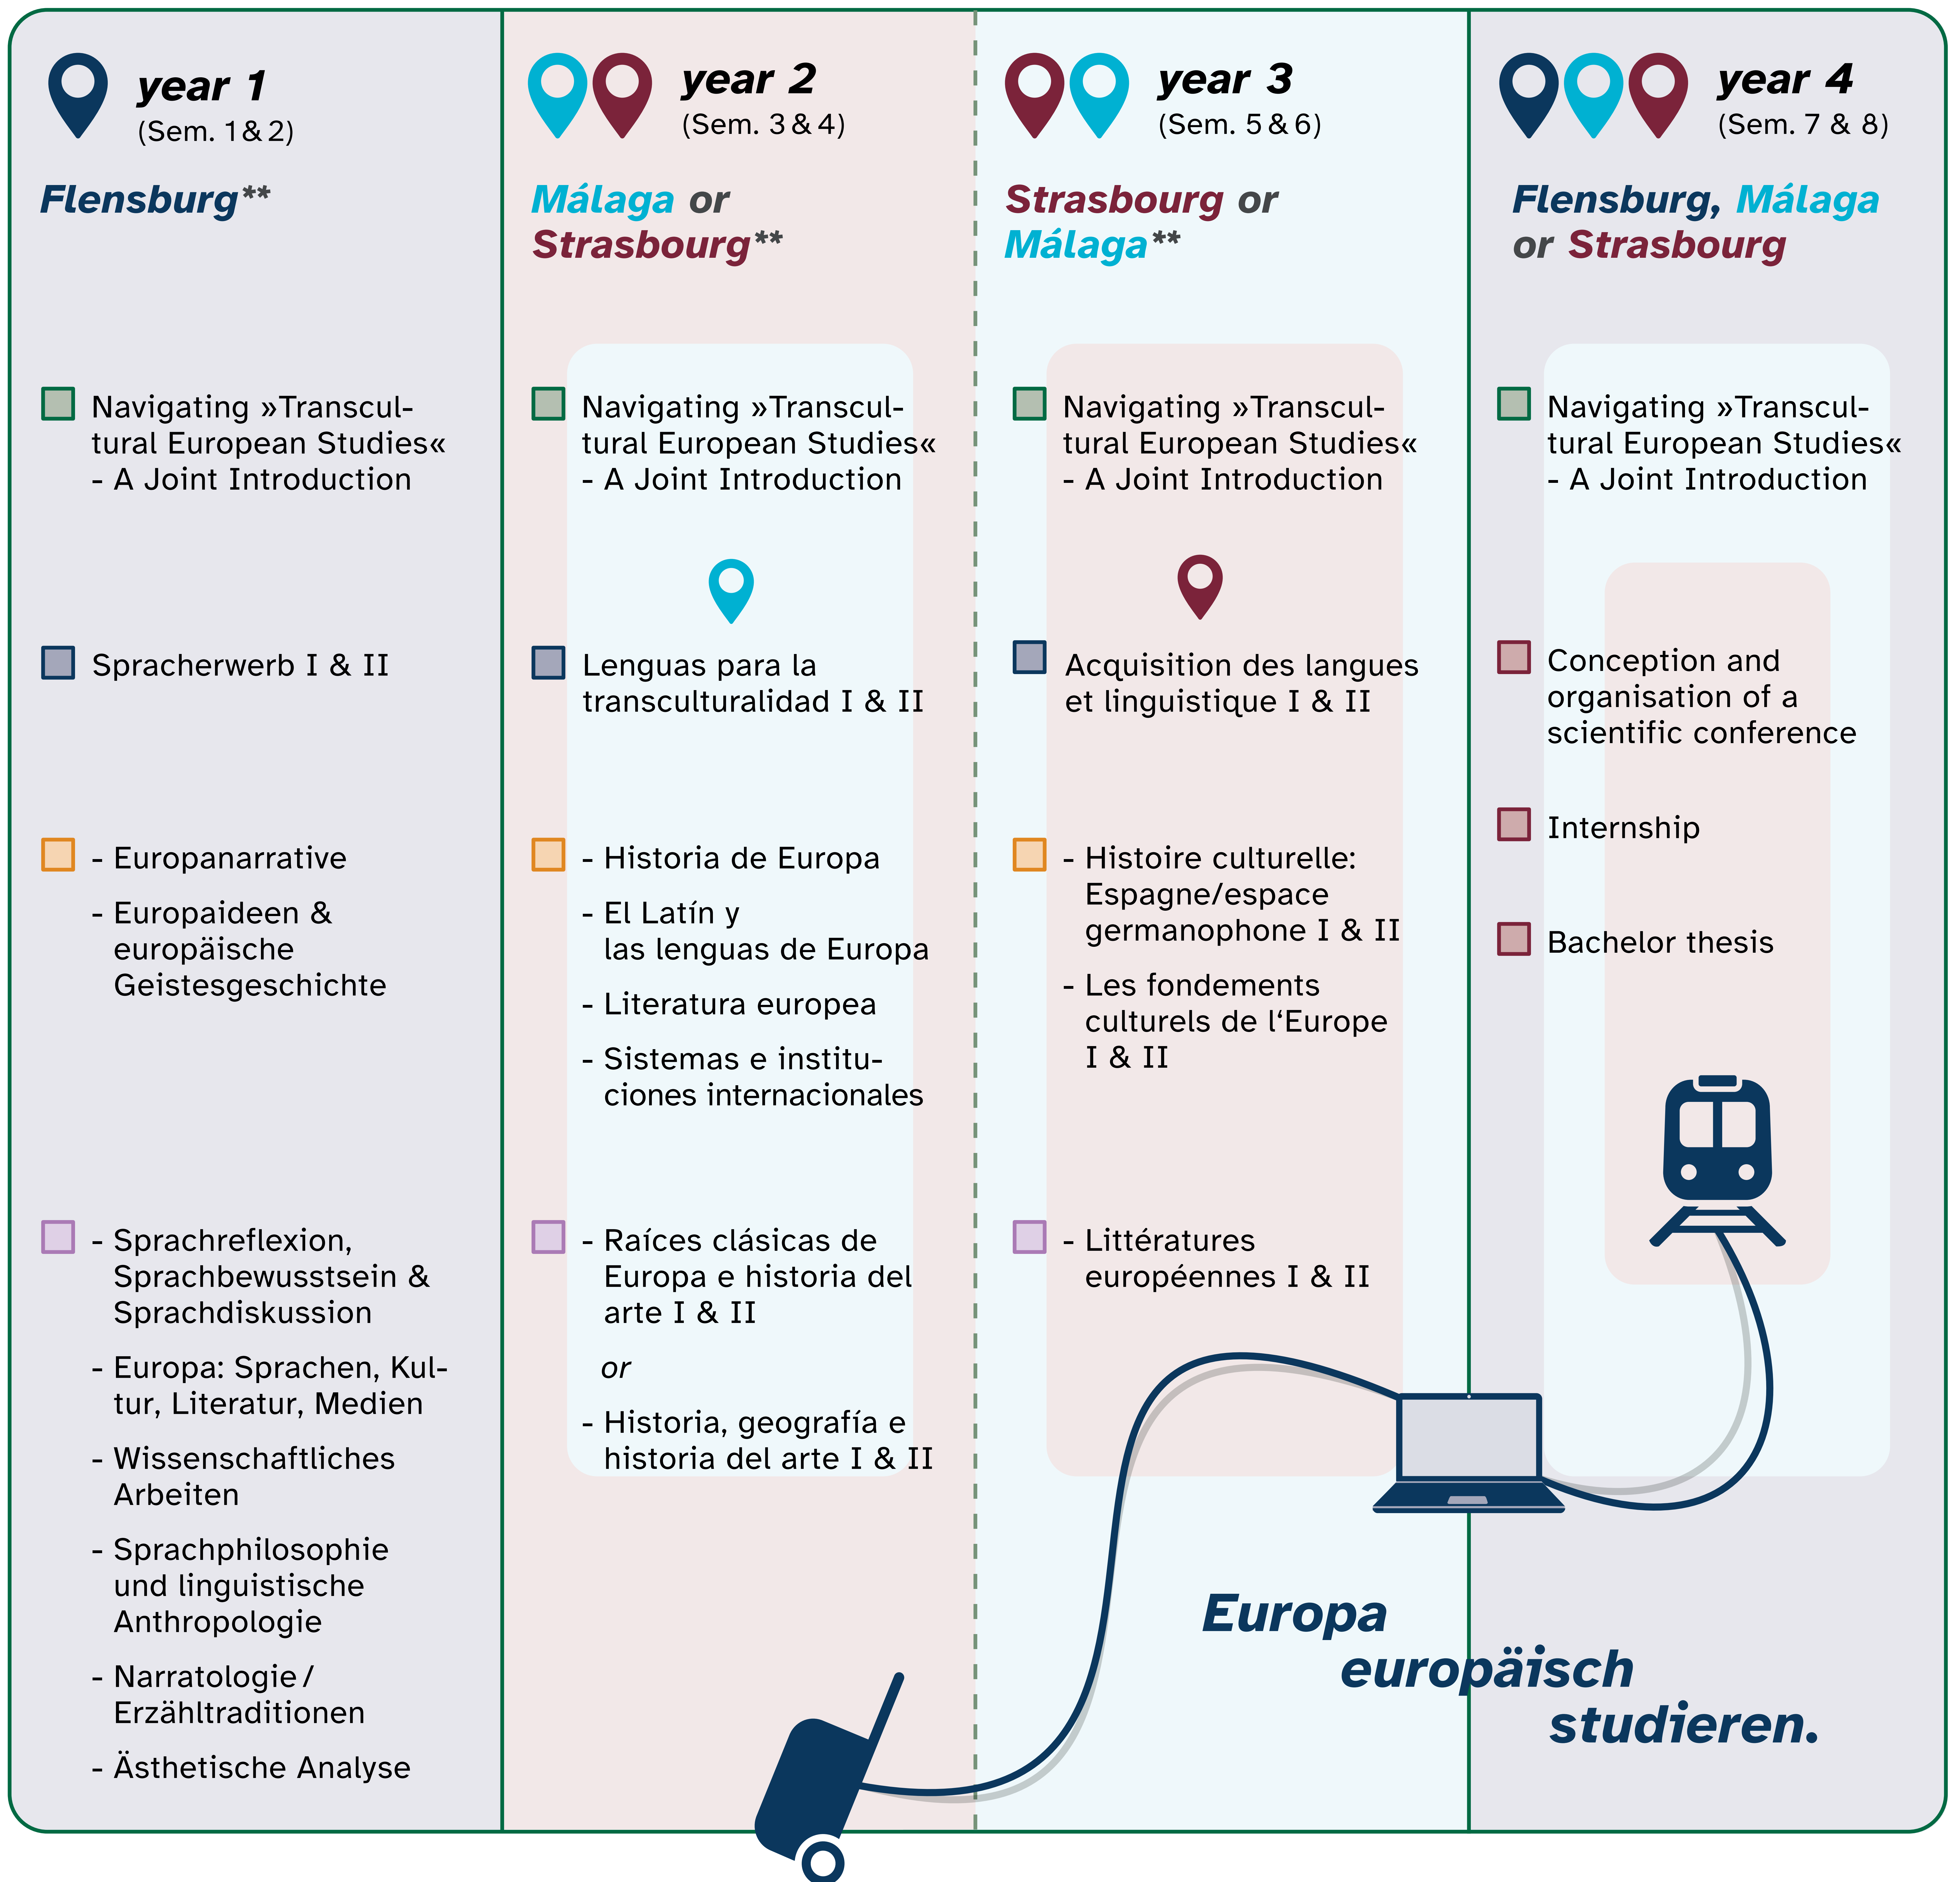 year 1
(Sem. 1 & 2)
Flensburg**
Navigating »Transcul-
tural European Studies«
- A Joint Introduction
Spracherwerb I & II
- Europanarrative
- Europaideen &
europäische
Geistesgeschichte
- Sprachreflexion,
Sprachbewusstsein &
Sprachdiskussion
- Europa: Sprachen, Kul-
tur, Literatur, Medien
- Wissenschaftliches
Arbeiten
- Sprachphilosophie
und linguistische
Anthropologie
- Narratologie/
Erzähltraditionen
- Ästhetische Analyse
year 2
(Sem. 3 & 4)
Málaga or
Strasbourg**
Navigating »Transcul-
tural European Studies«
- A Joint Introduction
Lenguas para la
transculturalidad I & II
- Historia de Europa
- El Latín y
las lenguas de Europa
- Literatura europea
- Sistemas e institu-
ciones internacionales
- Raíces clásicas de
Europa e historia del
arte I & II
or
- Historia, geografía e
historia del arte I & II
year 3
(Sem. 5 & 6)
Strasbourg or
Málaga**
Navigating »Transcul-
tural European Studies«
- A Joint Introduction
Acquisition des langues
et linguistique I & II
- Histoire culturelle:
Espagne/espace
germanophone I & II
- Les fondements
culturels de l‘Europe
I & II
- Littératures
européennes I & II
year 4
(Sem. 7 & 8)
Flensburg, Málaga
or Strasbourg
Navigating »Transcul-
tural European Studies«
- A Joint Introduction
Conception and
organisation of a
scientific conference
Internship
Bachelor thesis
Europa
europäisch
studieren.